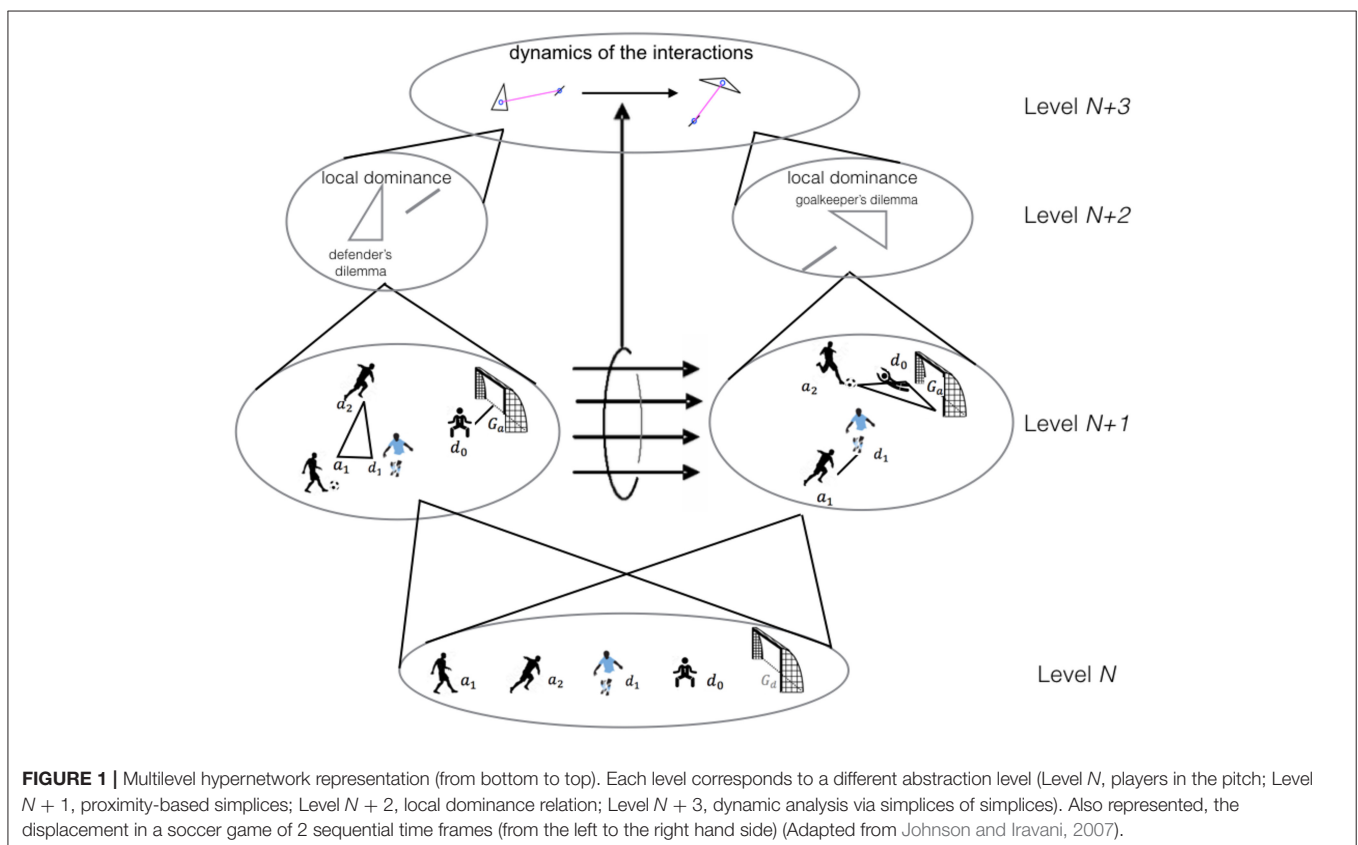 dynamics of the interactions
Level N+3
local dominance
defender's
dilemma
local dominance
goalkeeper's dilemma
Level N+2
a₂
a₁
d₁
d₀
Gₐ
a₂
d₀
Gₐ
d₁
a₁
Level N+1
a₁
a₂
d₁
d₀
G_d
Level N
FIGURE 1 | Multilevel hypernetwork representation (from bottom to top). Each level corresponds to a different abstraction level (Level N, players in the pitch; Level
N + 1, proximity-based simplices; Level N + 2, local dominance relation; Level N + 3, dynamic analysis via simplices of simplices). Also represented, the
displacement in a soccer game of 2 sequential time frames (from the left to the right hand side) (Adapted from Johnson and Iravani, 2007).